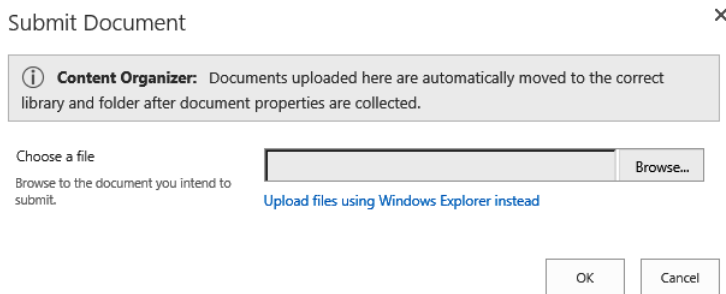 Submit Document
Content Organizer: Documents uploaded here are automatically moved to the correct
library and folder after document properties are collected.
Choose a file
Browse...
Browse to the document you intend to
submit.
Upload files using Windows Explorer instead
OK
Cancel